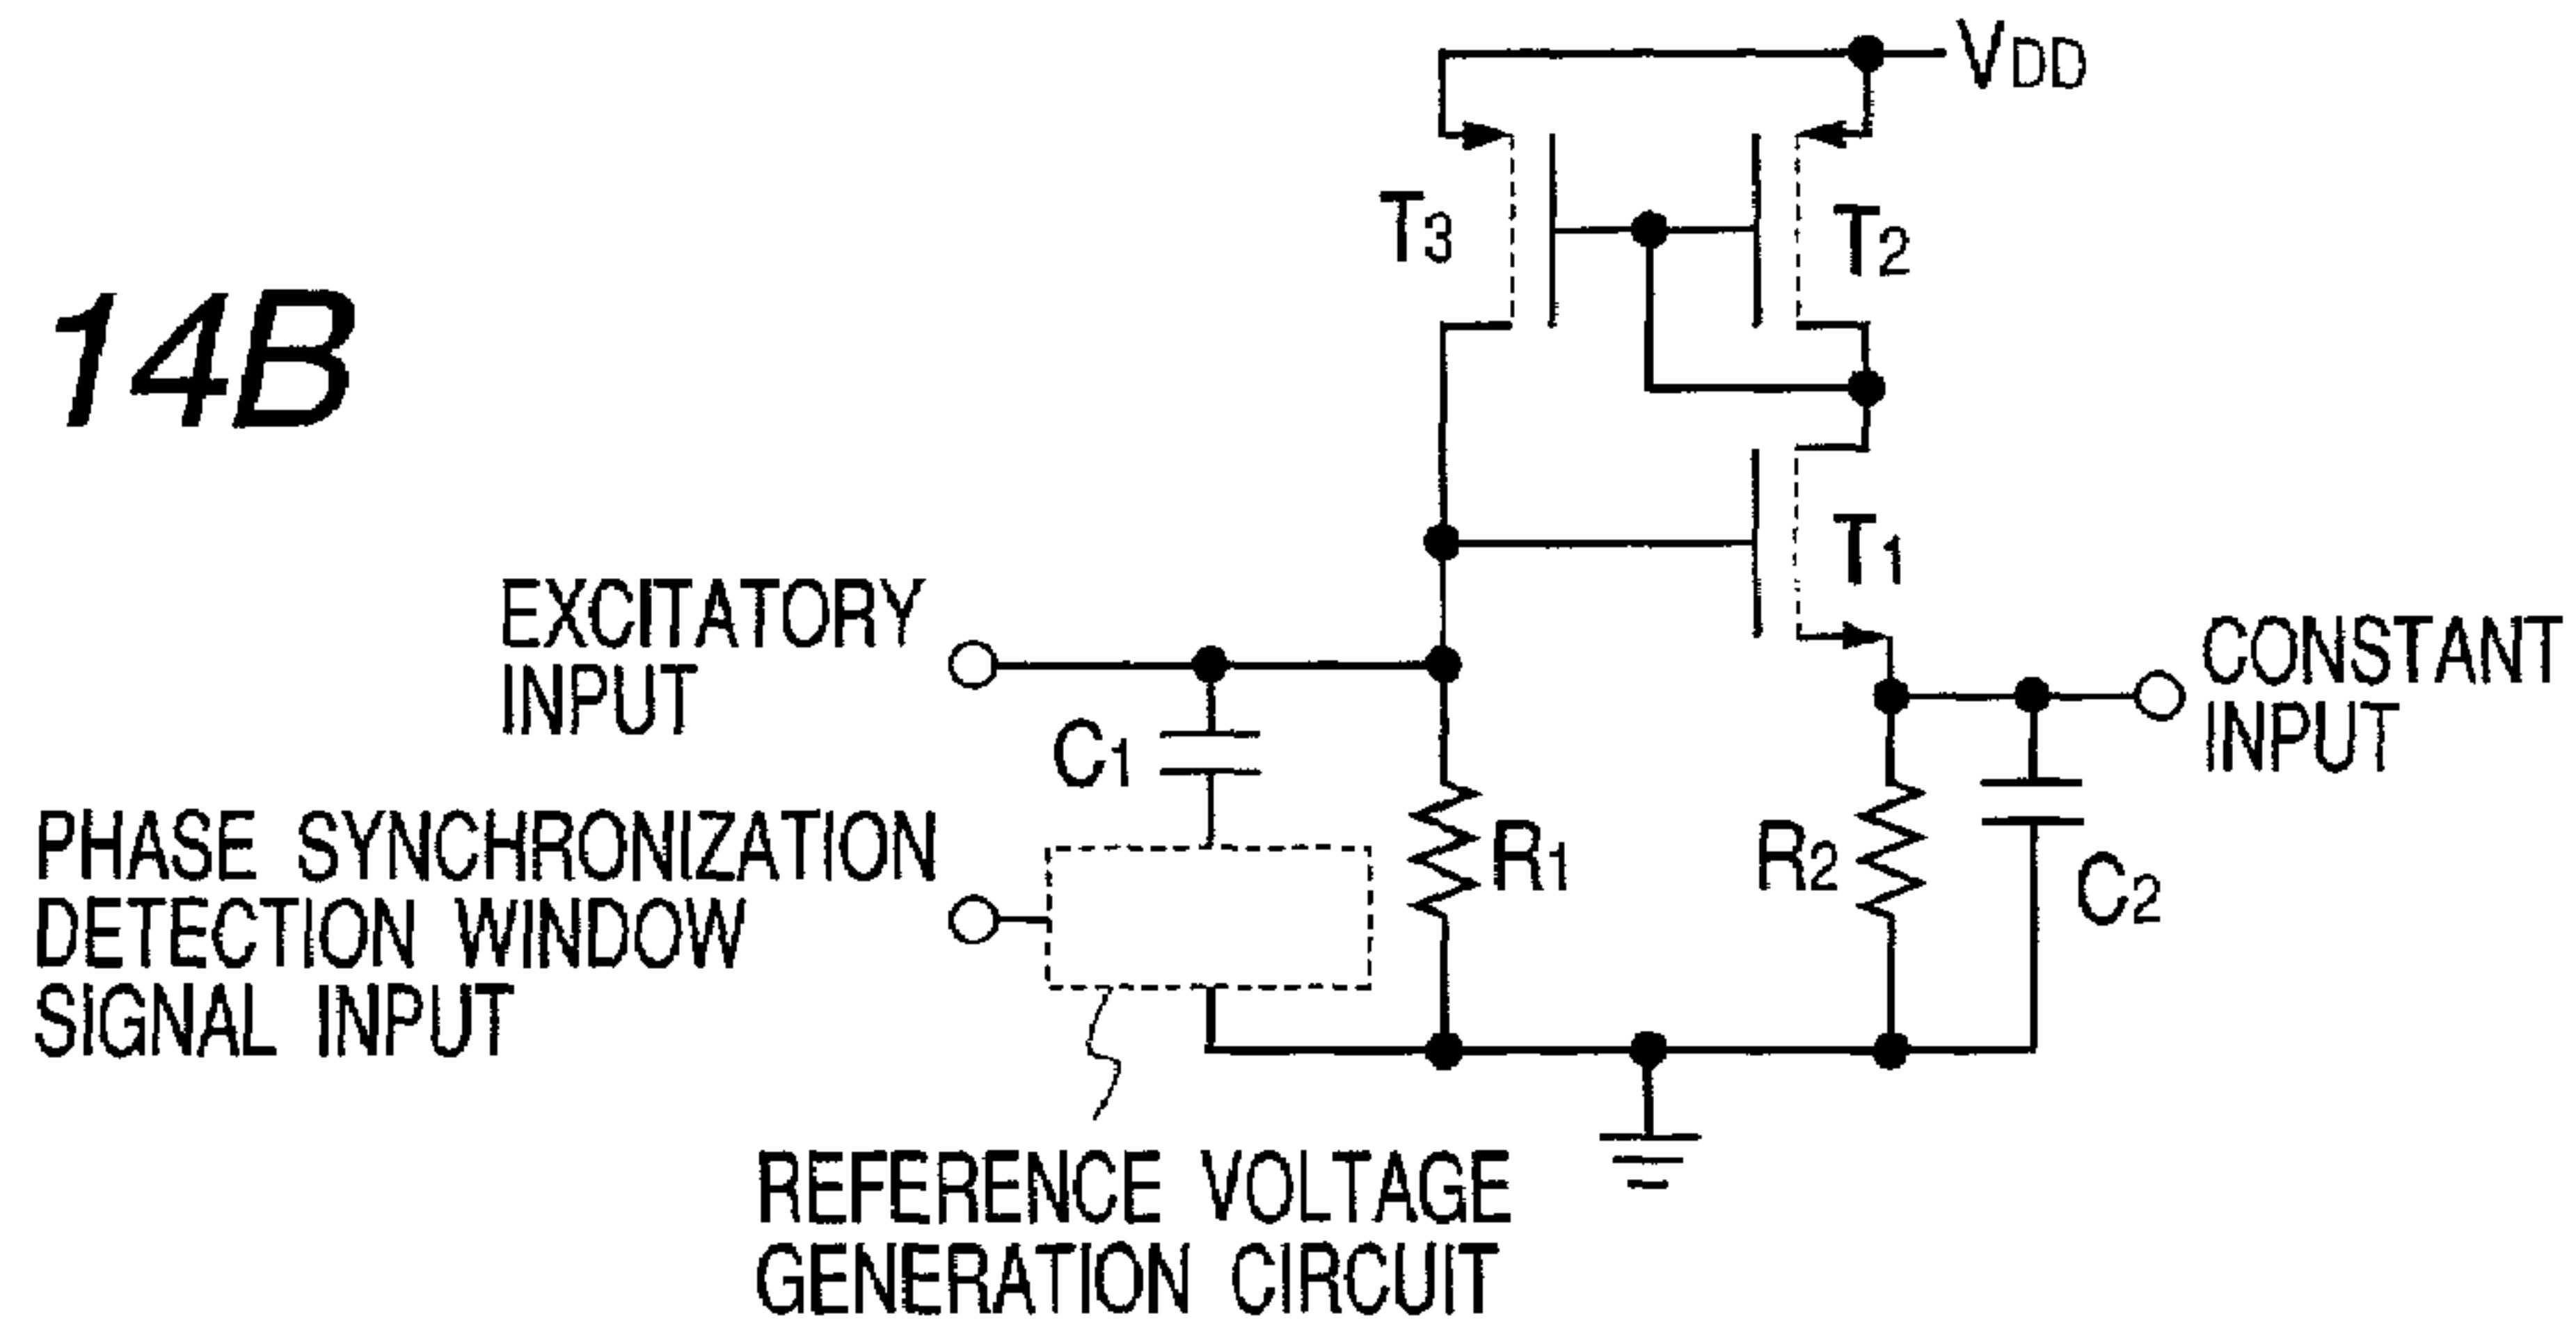 14B
VDD
T3
T2
T1
EXCITATORY
INPUT
CONSTANT
INPUT
C1
PHASE SYNCHRONIZATION
DETECTION WINDOW
SIGNAL INPUT
R1
R2
C2
REFERENCE VOLTAGE
GENERATION CIRCUIT